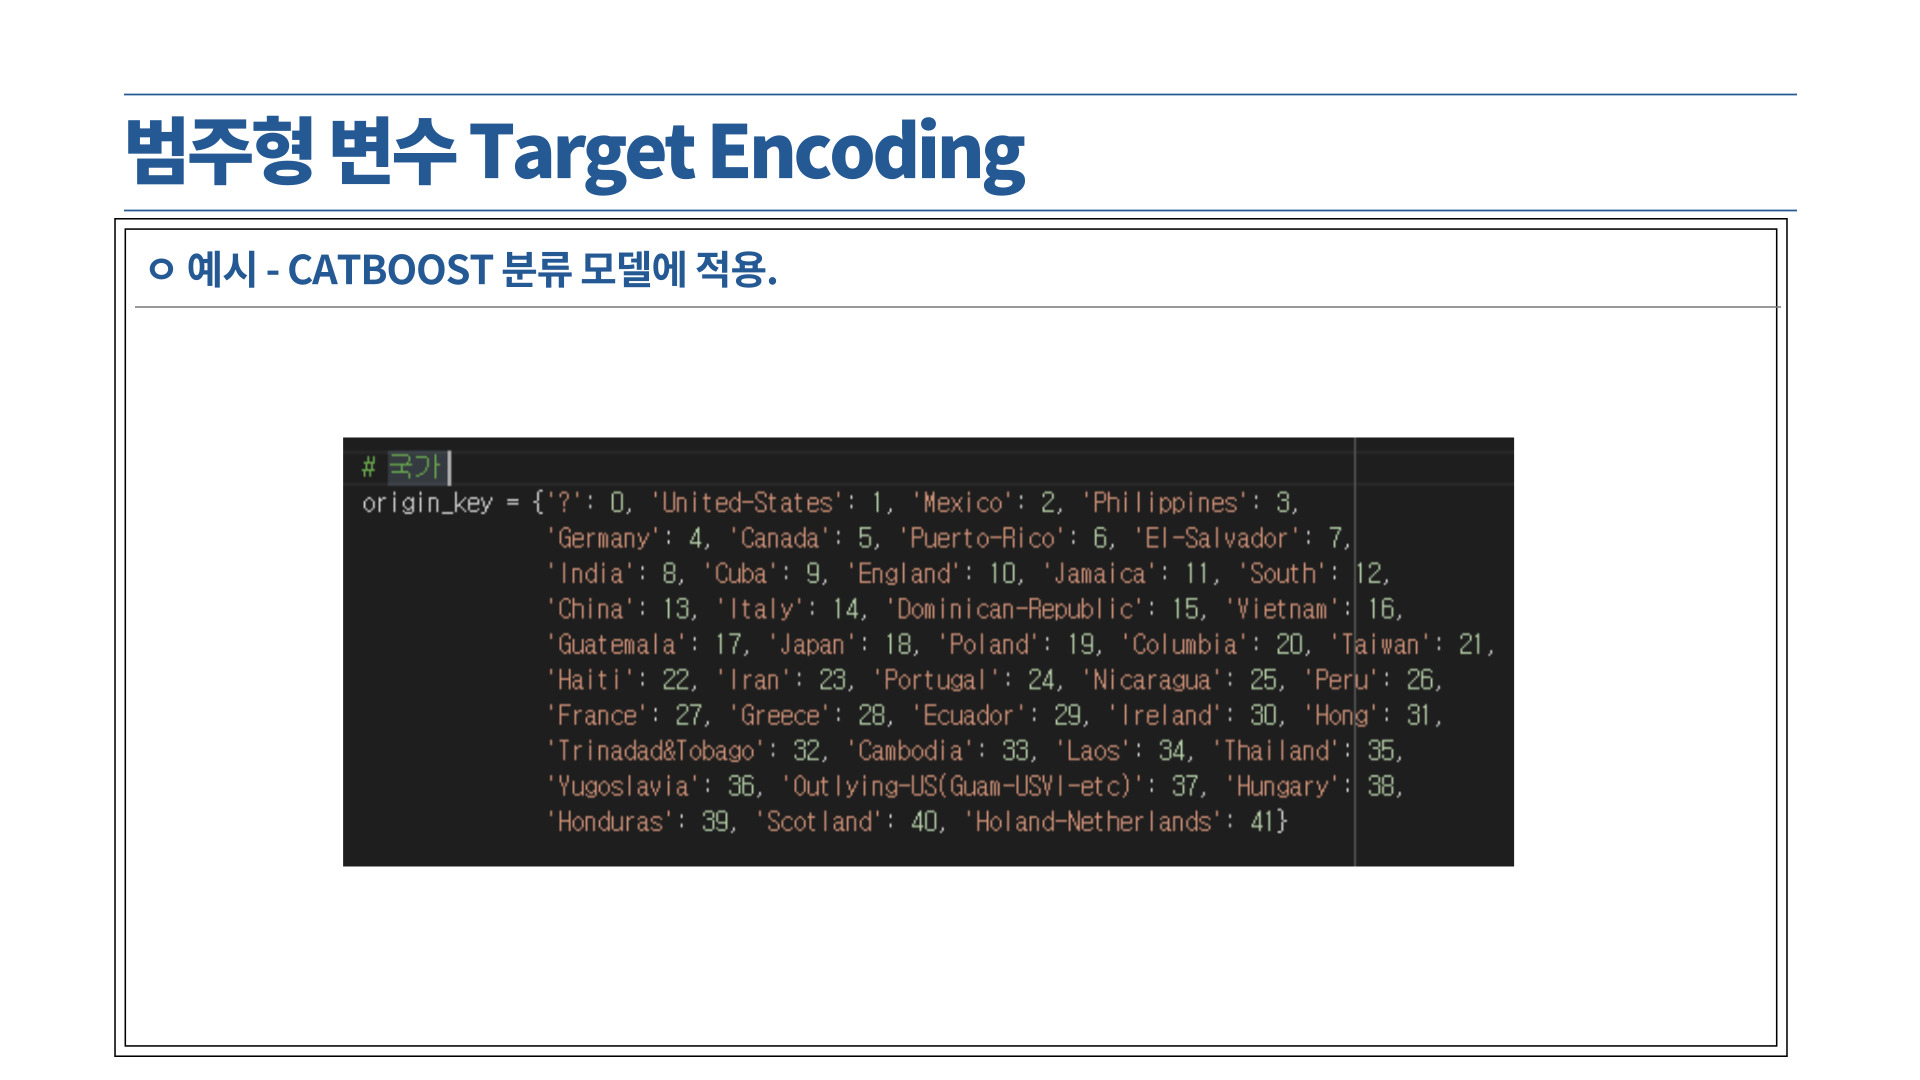 범주형 변수 Target Encoding
ㅇ 예시 - CATBOOST 분류 모델에 적용.
# 국가
origin_key = {'?': 0, 'United-States': 1, 'Mexico': 2, 'Philippines': 3,
'Germany': 4, 'Canada': 5, 'Puerto-Rico': 6, 'El-Salvador': 7,
'India': 8, 'Cuba': 9, 'England': 10, 'Jamaica': 11, 'South': 12,
'China': 13, 'Italy': 14, 'Dominican-Republic': 15, 'Vietnam': 16,
'Guatemala': 17, 'Japan': 18, 'Poland': 19, 'Columbia': 20, 'Taiwan': 21,
'Haiti': 22, 'Iran': 23, 'Portugal': 24, 'Nicaragua': 25, 'Peru': 26,
'France': 27, 'Greece': 28, 'Ecuador': 29, 'Ireland': 30, 'Hong': 31,
'Trinadad&Tobago': 32, 'Cambodia': 33, 'Laos': 34, 'Thailand': 35,
'Yugoslavia': 36, 'Outlying-US(Guam-USVI-etc)': 37, 'Hungary': 38,
'Honduras': 39, 'Scotland': 40, 'Holand-Netherlands': 41}